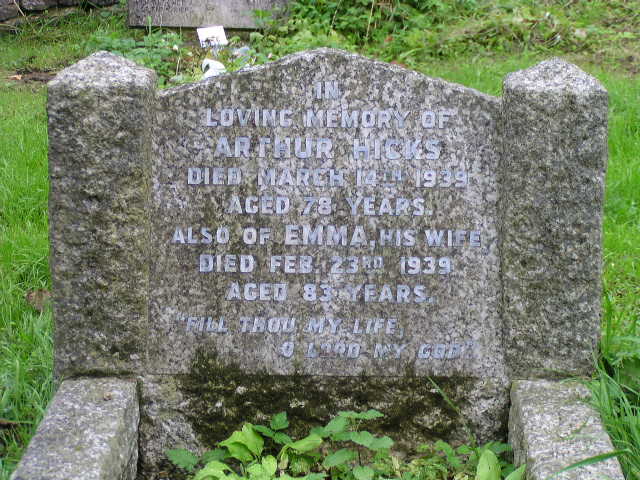 IN
LOVING MEMORY OF
ARTHUR HICKS
DIED MARCH 14TH 1939
AGED 78 YEARS.
ALSO OF EMMA, HIS WIFE,
DIED FEB. 23RD 1939
AGED 83 YEARS.
"FILL THOU MY LIFE,
O LORD MY GOD"